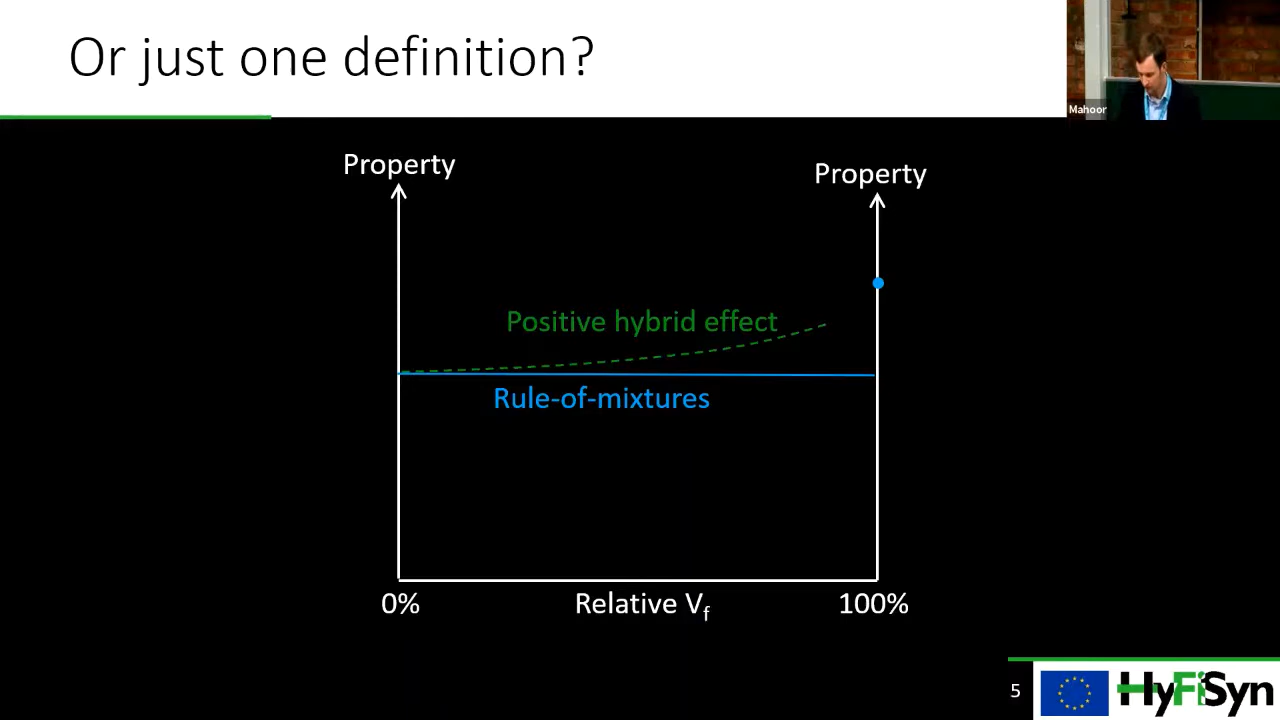 Or just one definition?
Mahoor
Property
Property
Positive hybrid effect
Rule-of-mixtures
0%
Relative Vf
100%
5
HyFiSyn